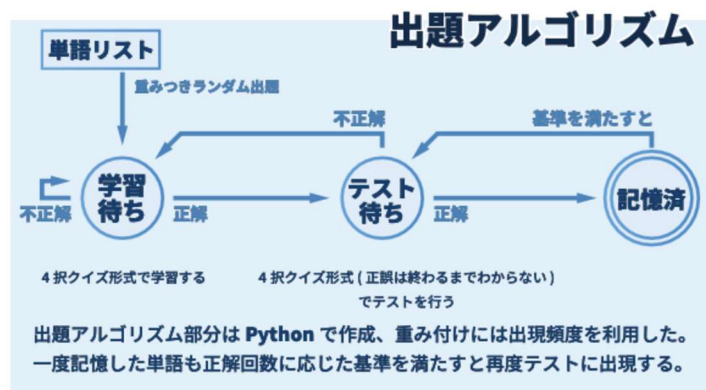 出題アルゴリズム
単語リスト
重みつきランダム出題
不正解
基準を満たすと
学習
待ち
テスト
待ち
記憶済
不正解
正解
正解
4択クイズ形式で学習する
4択クイズ形式(正誤は終わるまでわからない)
でテストを行う
出題アルゴリズム部分は Python で作成、重み付けには出現頻度を利用した。
一度記憶した単語も正解回数に応じた基準を満たすと再度テストに出現する。